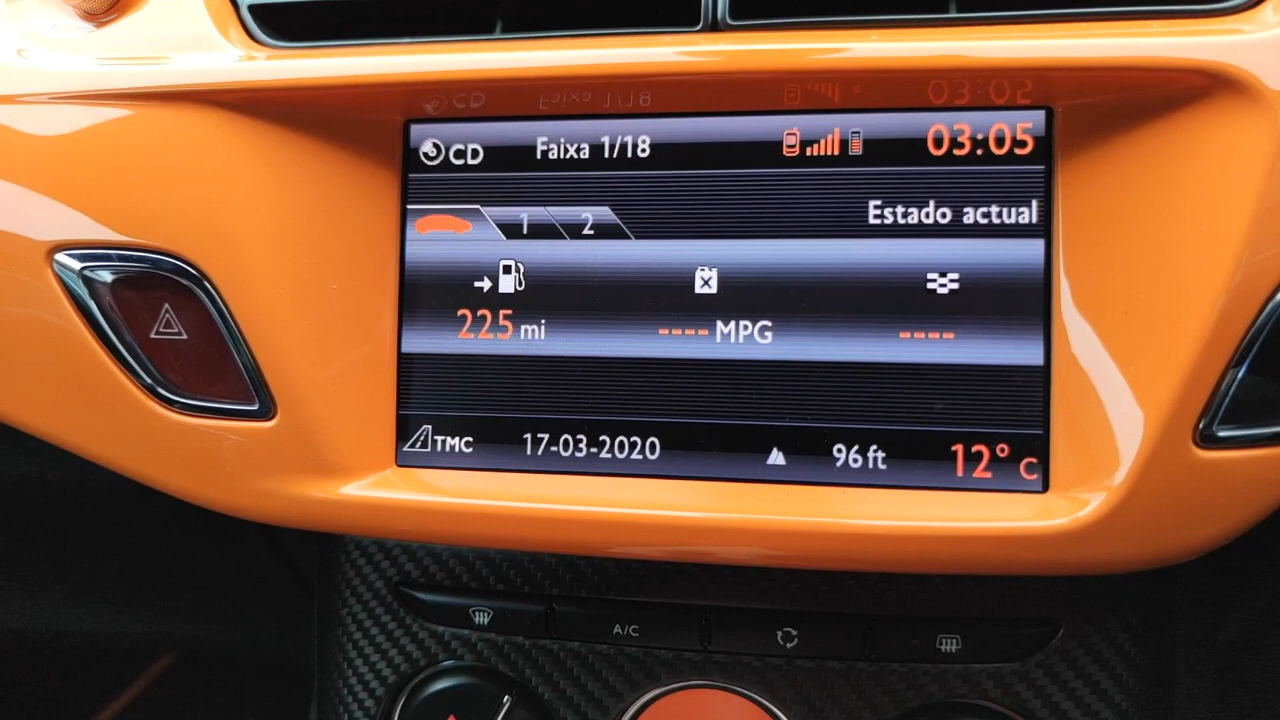 CD Faixa 1/18 03:05
1 2 Estado actual
225 mi ---- MPG ----
TMC 17-03-2020 96 ft 12° C
A/C